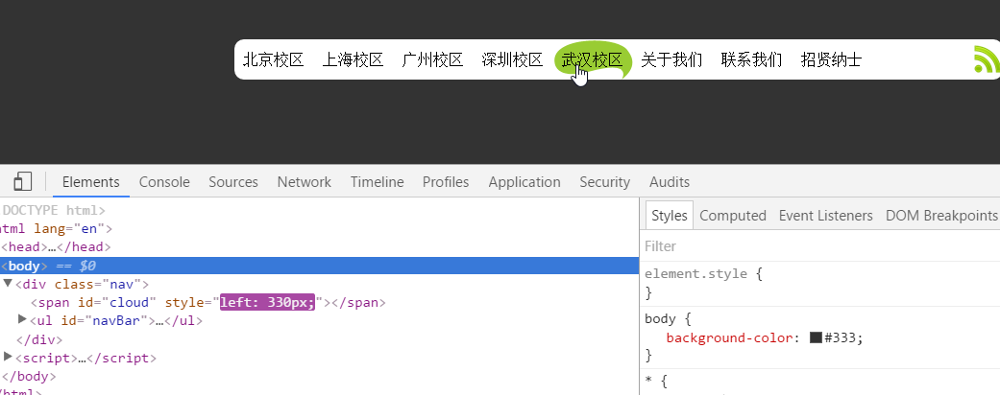 北京校区 上海校区 广州校区 深圳校区 武汉校区 关于我们 联系我们 招贤纳士
Elements Console Sources Network Timeline Profiles Application Security Audits
DOCTYPE html>
html lang="en">
<head>…</head>
<body> == $0
▼<div class="nav">
<span id="cloud" style="left: 330px;"></span>
▶<ul id="navBar">…</ul>
</div>
▶<script>…</script>
</body>
/html>
Styles Computed Event Listeners DOM Breakpoints
Filter
element.style {
}
body {
background-color: #333;
}
* {